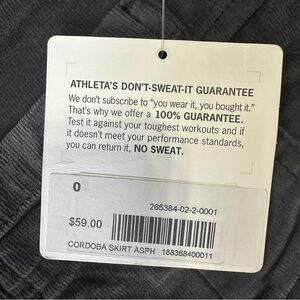 ATHLETA'S DON'T-SWEAT-IT GUARANTEE
We don't subscribe to "you wear it, you bought it."
That's why we offer a 100% GUARANTEE.
Test it against your toughest workouts and if
it doesn't meet your performance standards,
you can return it, NO SWEAT.
0
265384-02-2-0001
$59.00
CORDOBA SKIRT ASPH 188368400011